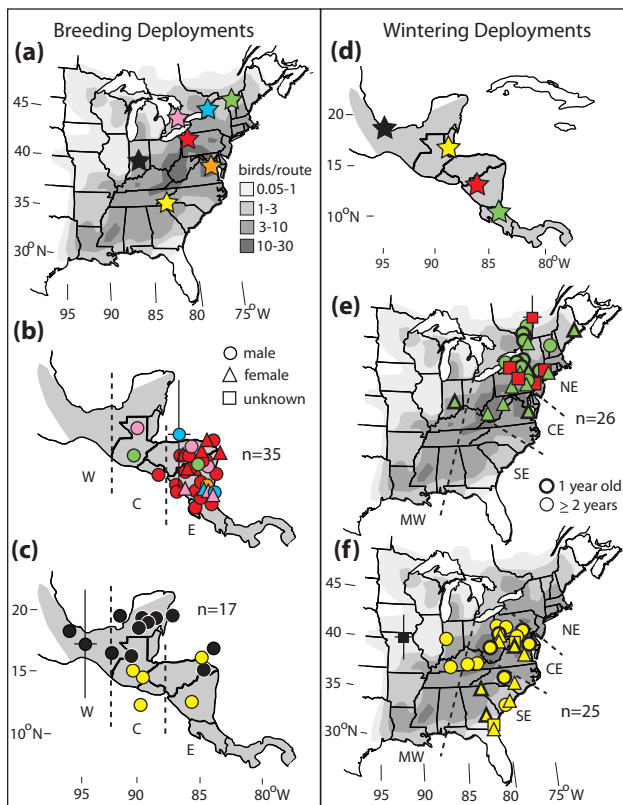 Breeding Deployments
Wintering Deployments
(a)
45
40
35
30°N
birds/route
0.05-1
1-3
3-10
10-30
95
90
85
80
75°W
(b)
male
female
unknown
n=35
W
C
E
(c)
n=17
20
15
10°N
W
C
E
95
90
85
80°W
(d)
20
15
10°N
95
90
85
80°W
(e)
NE
CE
n=26
SE
MW
1 year old
≥ 2 years
(f)
45
40
35
30°N
NE
CE
SE
n=25
MW
95
90
85
80
75°W